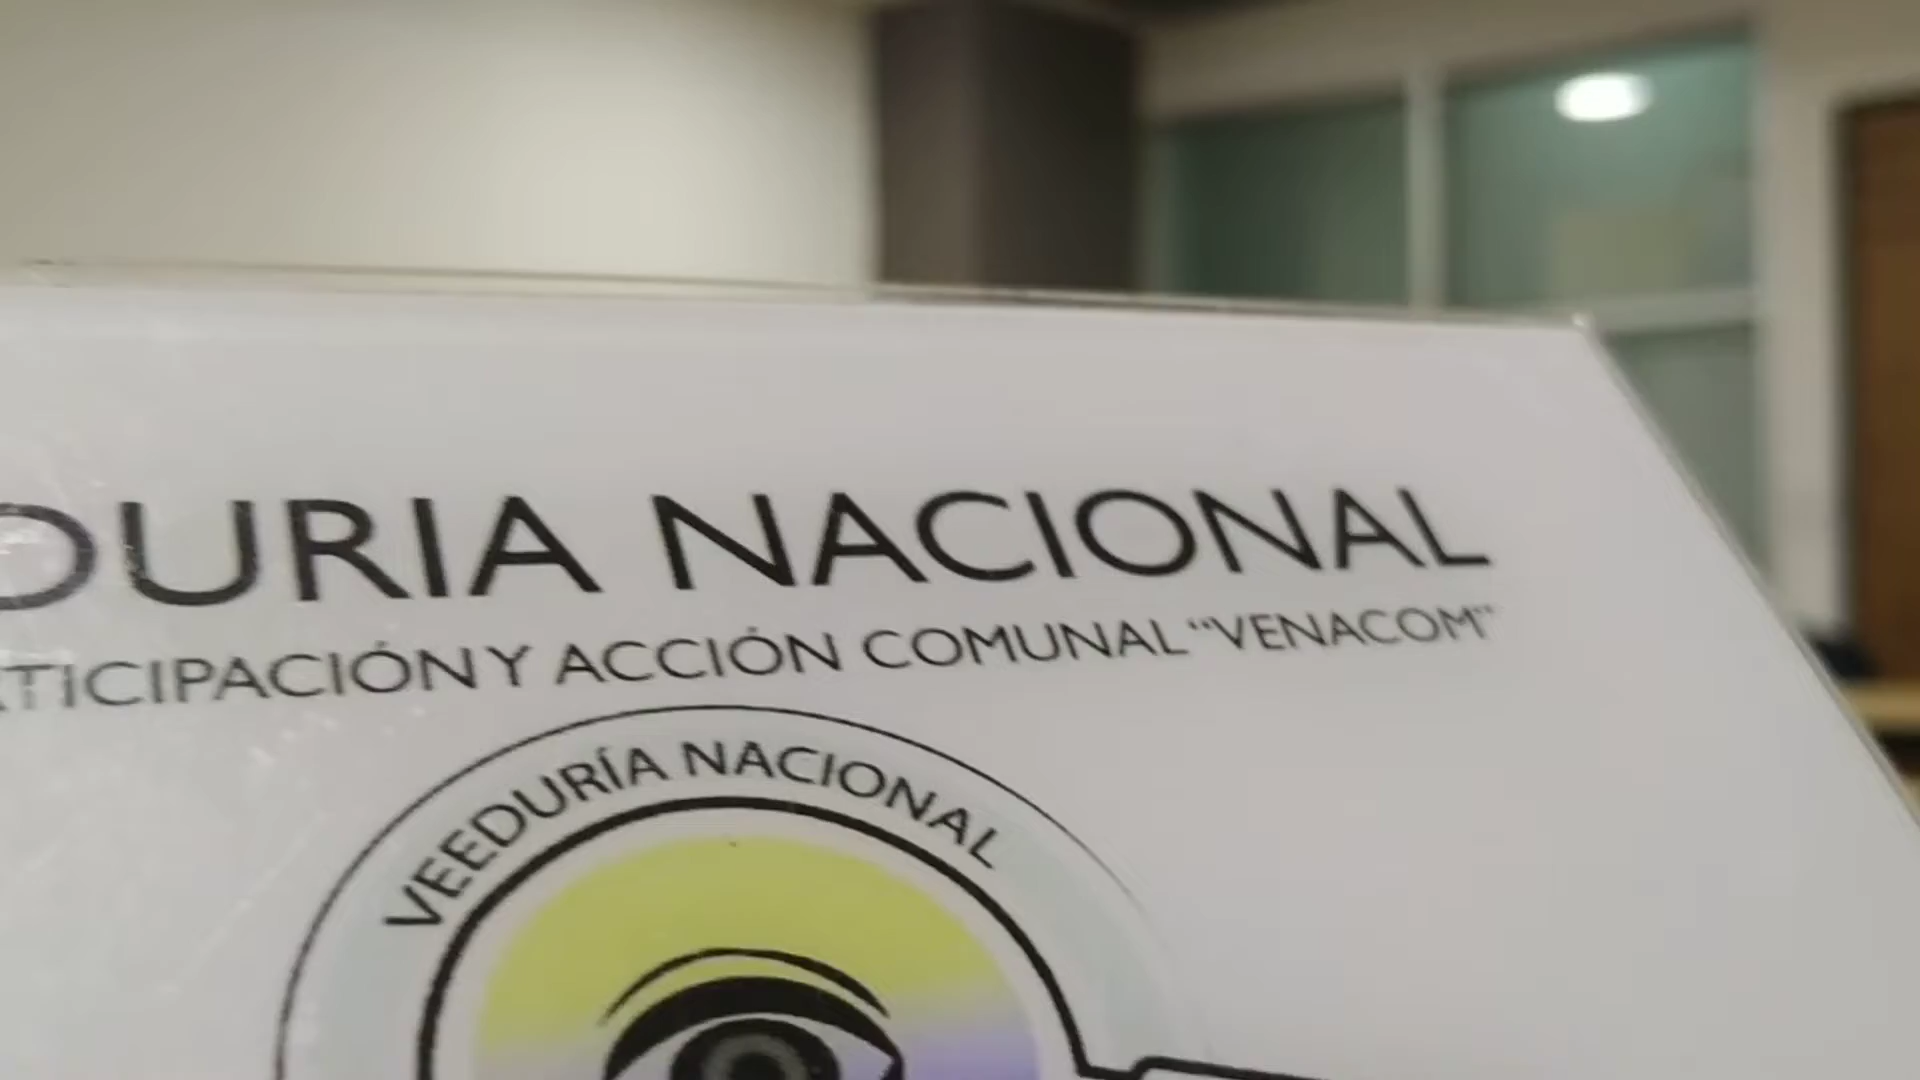 DURIA NACIONAL
TICIPACIÓN Y ACCIÓN COMUNAL “VENACOM”
VEEDURÍA NACIONAL